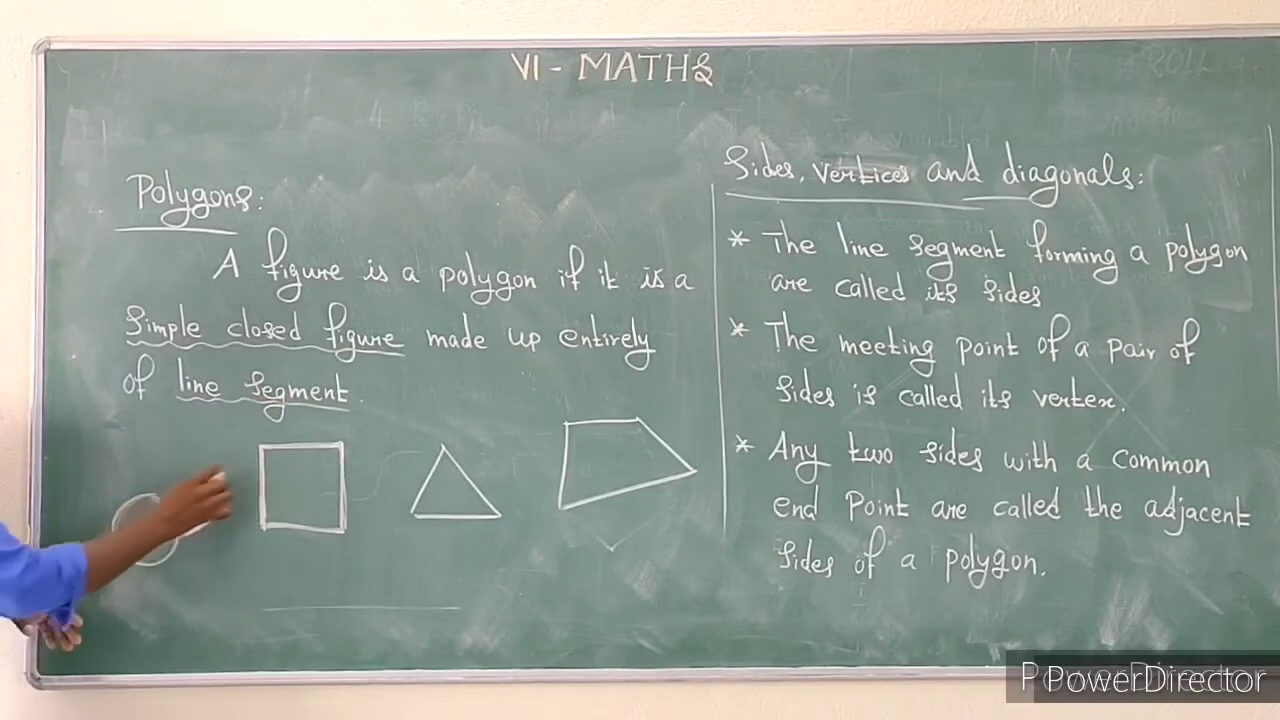 VI - MATHS
Polygons:
A figure is a polygon if it is a
simple closed figure made up entirely
of line segment.
Sides, vertices and diagonals:
* The line segment forming a polygon
are called its sides
* The meeting point of a pair of
sides is called its vertex.
* Any two sides with a common
end point are called the adjacent
sides of a polygon.
PowerDirector